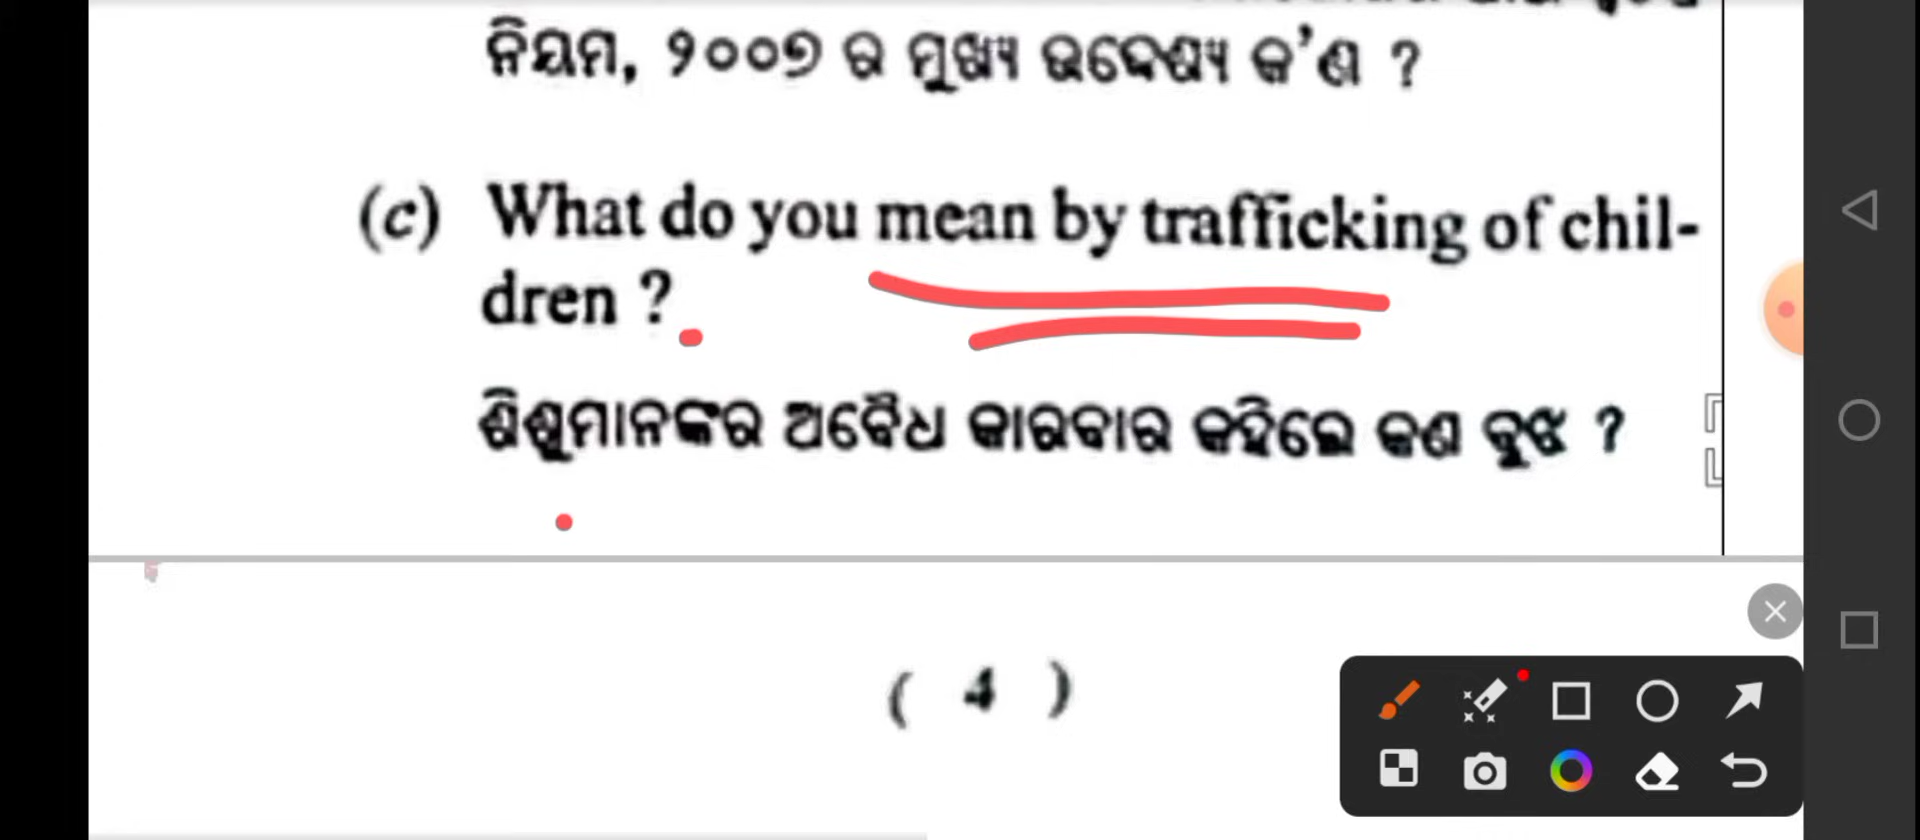 ନିୟମ, ୨୦୦୭ ର ମୁଖ୍ୟ ଉଦ୍ଦେଶ୍ୟ କ'ଣ ?
(c) What do you mean by trafficking of chil-
dren ?
ଶିଶୁମାନଙ୍କର ଅବୈଧ କାରବାର କହିଲେ କଣ ବୁଝ ?
( 4 )